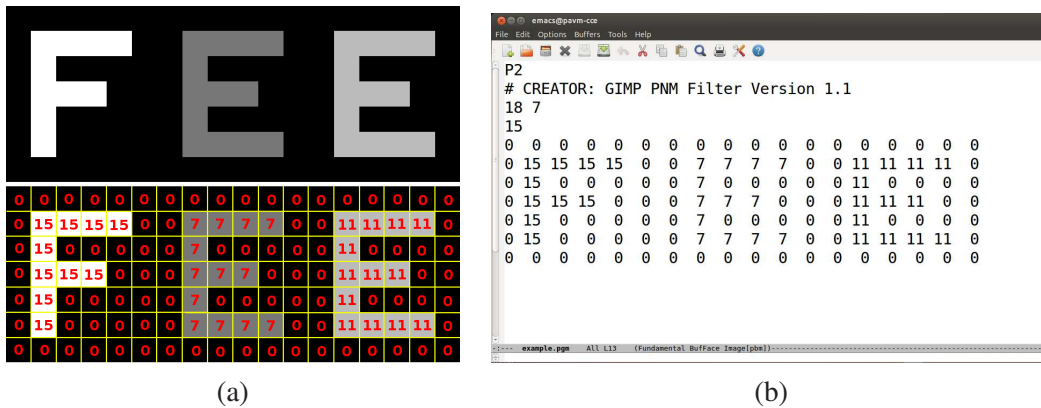 FEE
0 0 0 0 0 0 0 0 0 0 0 0 0 0 0 0 0 0
0 15 15 15 15 0 0 7 7 7 7 0 0 11 11 11 11 0
0 15 0 0 0 0 0 7 0 0 0 0 0 11 0 0 0 0
0 15 15 15 0 0 0 7 7 7 0 0 0 11 11 11 0 0
0 15 0 0 0 0 0 7 0 0 0 0 0 11 0 0 0 0
0 15 0 0 0 0 0 7 7 7 7 0 0 11 11 11 11 0
0 0 0 0 0 0 0 0 0 0 0 0 0 0 0 0 0 0
(a)
emacs@pavm-cce
File Edit Options Buffers Tools Help
P2
# CREATOR: GIMP PNM Filter Version 1.1
18 7
15
0 0 0 0 0 0 0 0 0 0 0 0 0 0 0 0 0 0
0 15 15 15 15 0 0 7 7 7 7 0 0 11 11 11 11 0
0 15 0 0 0 0 0 7 0 0 0 0 0 11 0 0 0 0
0 15 15 15 0 0 0 7 7 7 0 0 0 11 11 11 0 0
0 15 0 0 0 0 0 7 0 0 0 0 0 11 0 0 0 0
0 15 0 0 0 0 0 7 7 7 7 0 0 11 11 11 11 0
0 0 0 0 0 0 0 0 0 0 0 0 0 0 0 0 0 0
-:--- example.pgm All L13 (Fundamental BufFace Image[pbm])
(b)